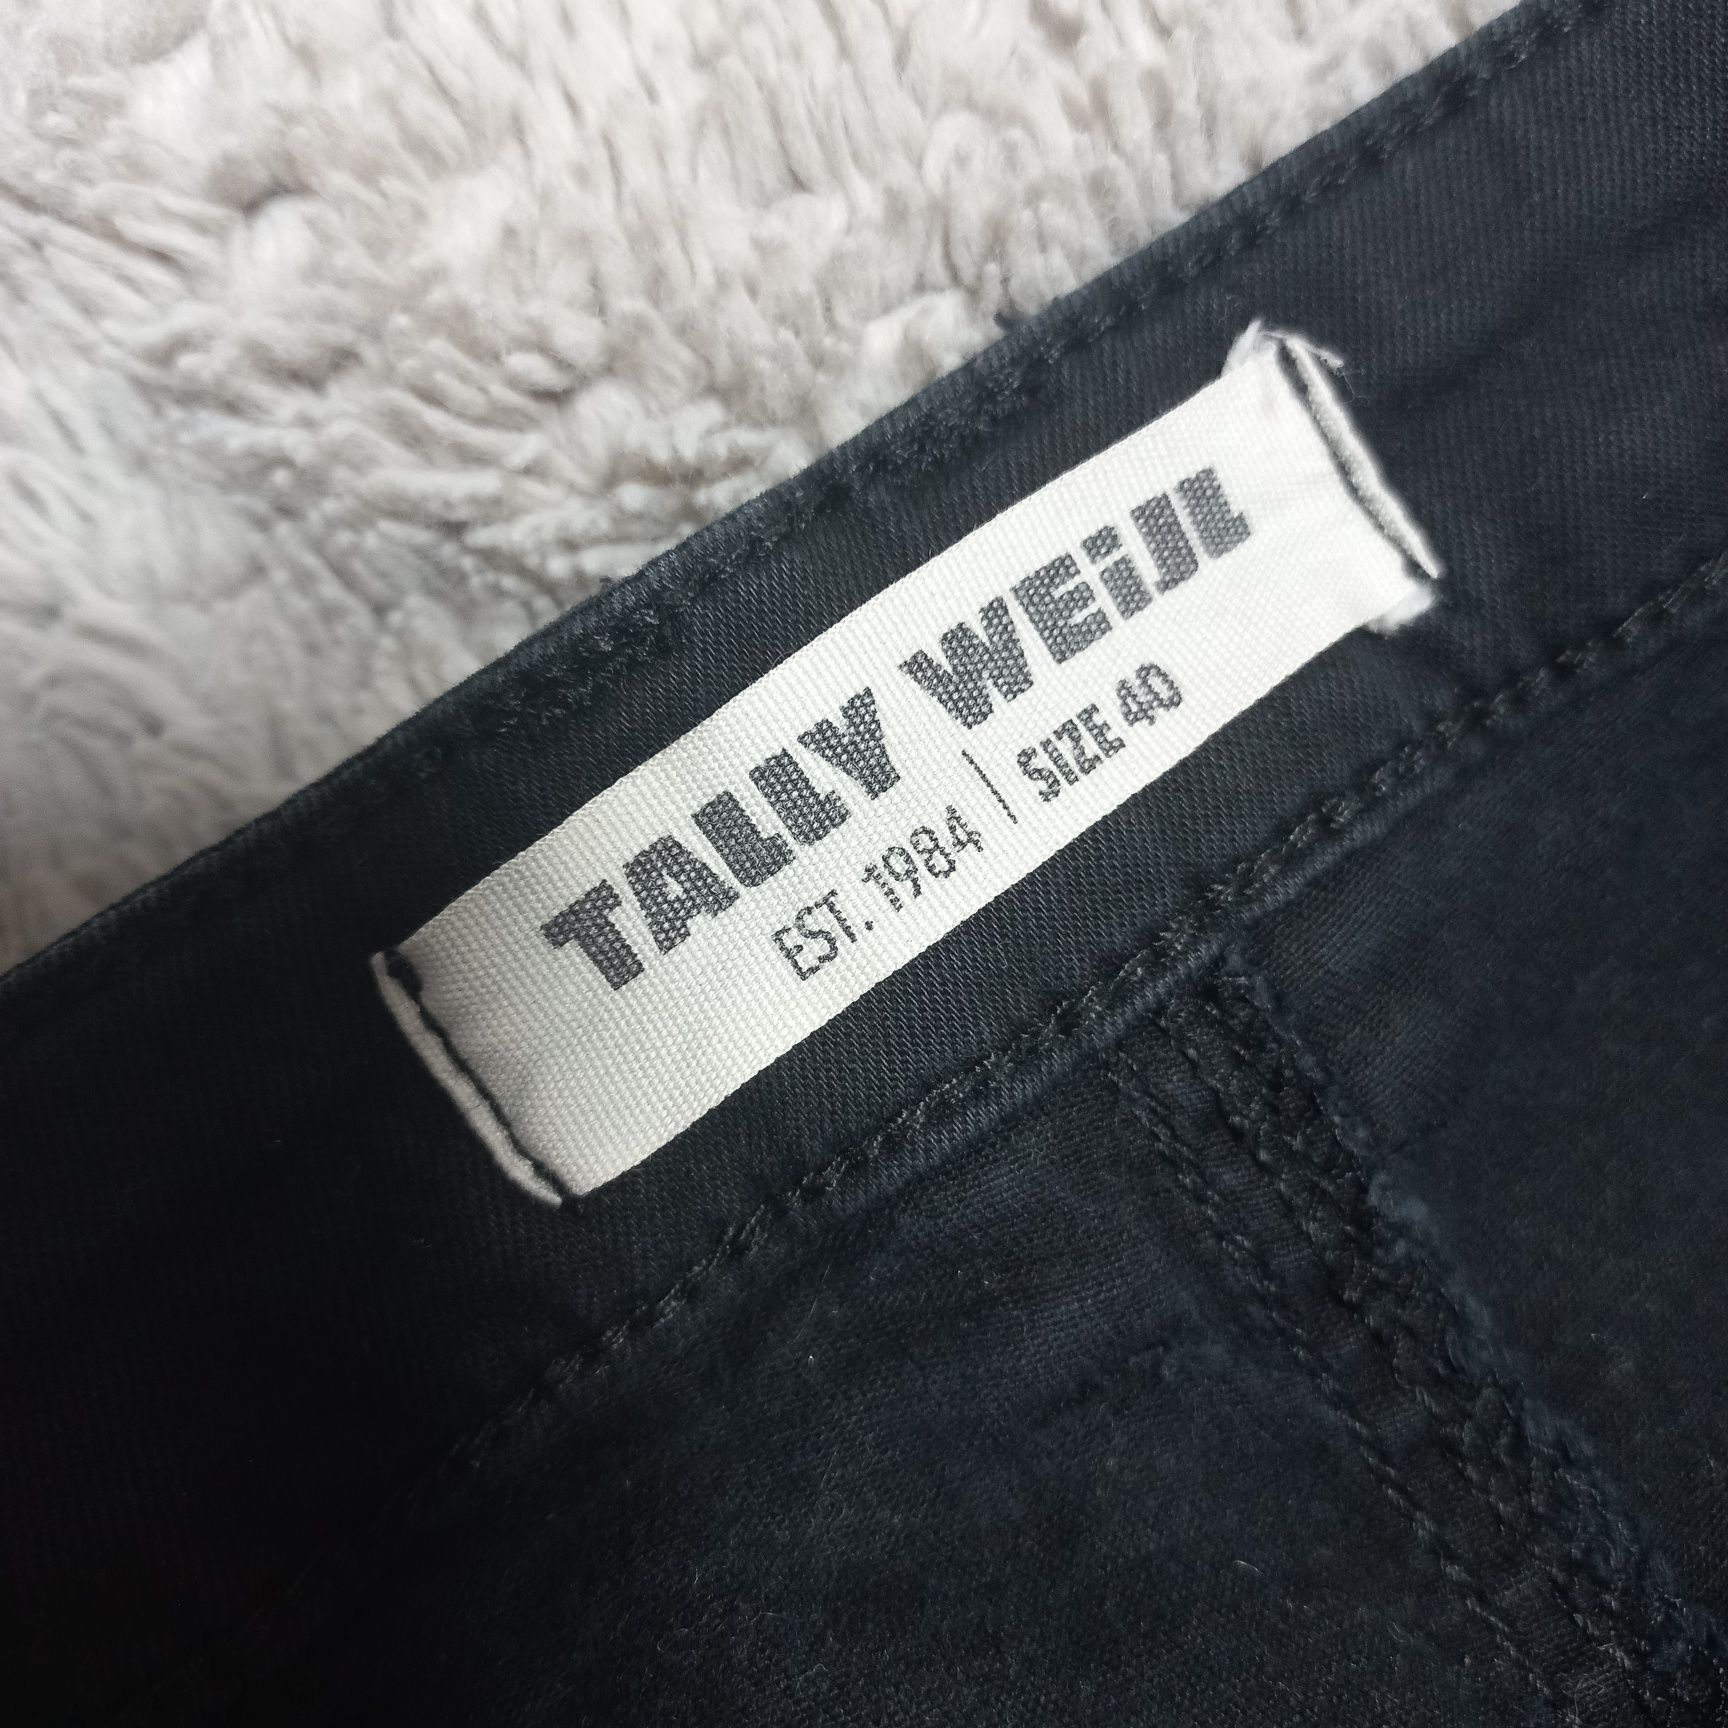 TALLY WEiJL
EST. 1984 | SIZE 40